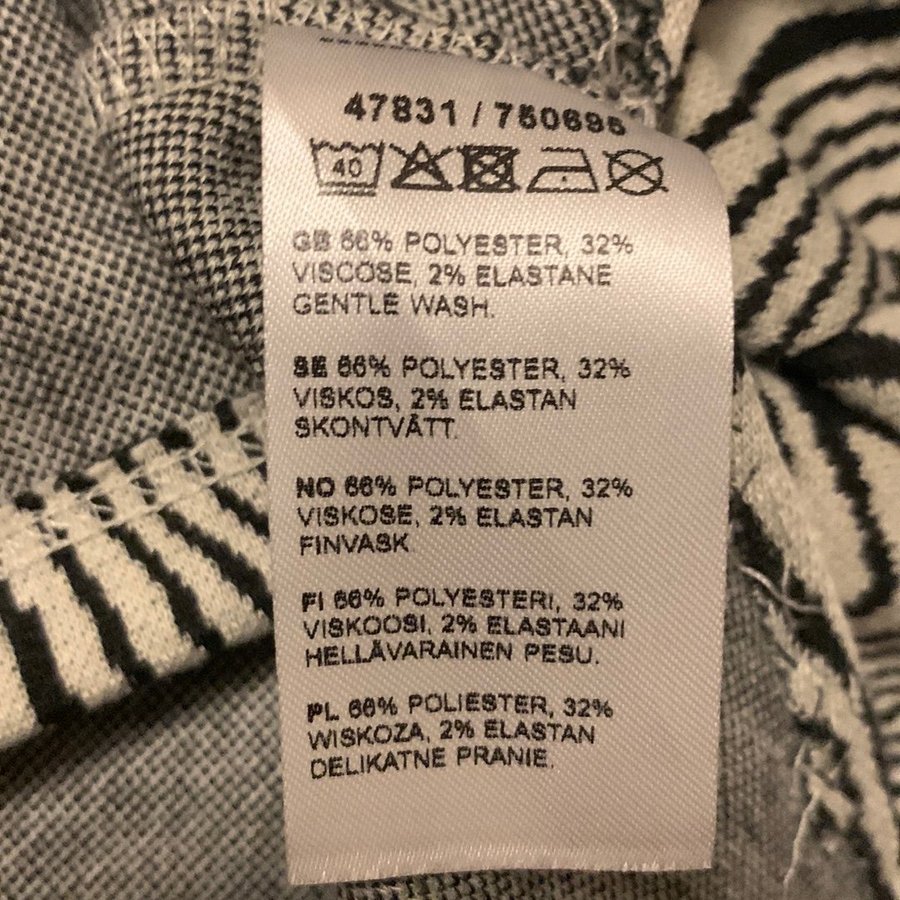 47831 / 750695
40
GB 66% POLYESTER, 32%
VISCOSE, 2% ELASTANE
GENTLE WASH.
SE 66% POLYESTER, 32%
VISKOS, 2% ELASTAN
SKONTVÄTT.
NO 66% POLYESTER, 32%
VISKOSE, 2% ELASTAN
FINVASK
FI 66% POLYESTERI, 32%
VISKOOSI, 2% ELASTAANI
HELLÄVARAINEN PESU.
PL 66% POLIESTER, 32%
WISKOZA, 2% ELASTAN
DELIKATNE PRANIE.